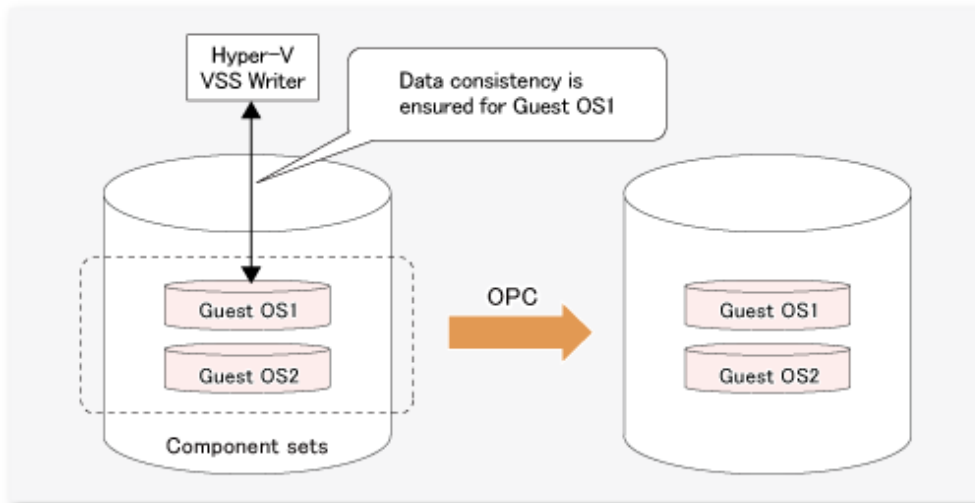 Hyper-V
VSS Writer
Data consistency is
ensured for Guest OS1
Guest OS1
Guest OS2
Component sets
OPC
Guest OS1
Guest OS2